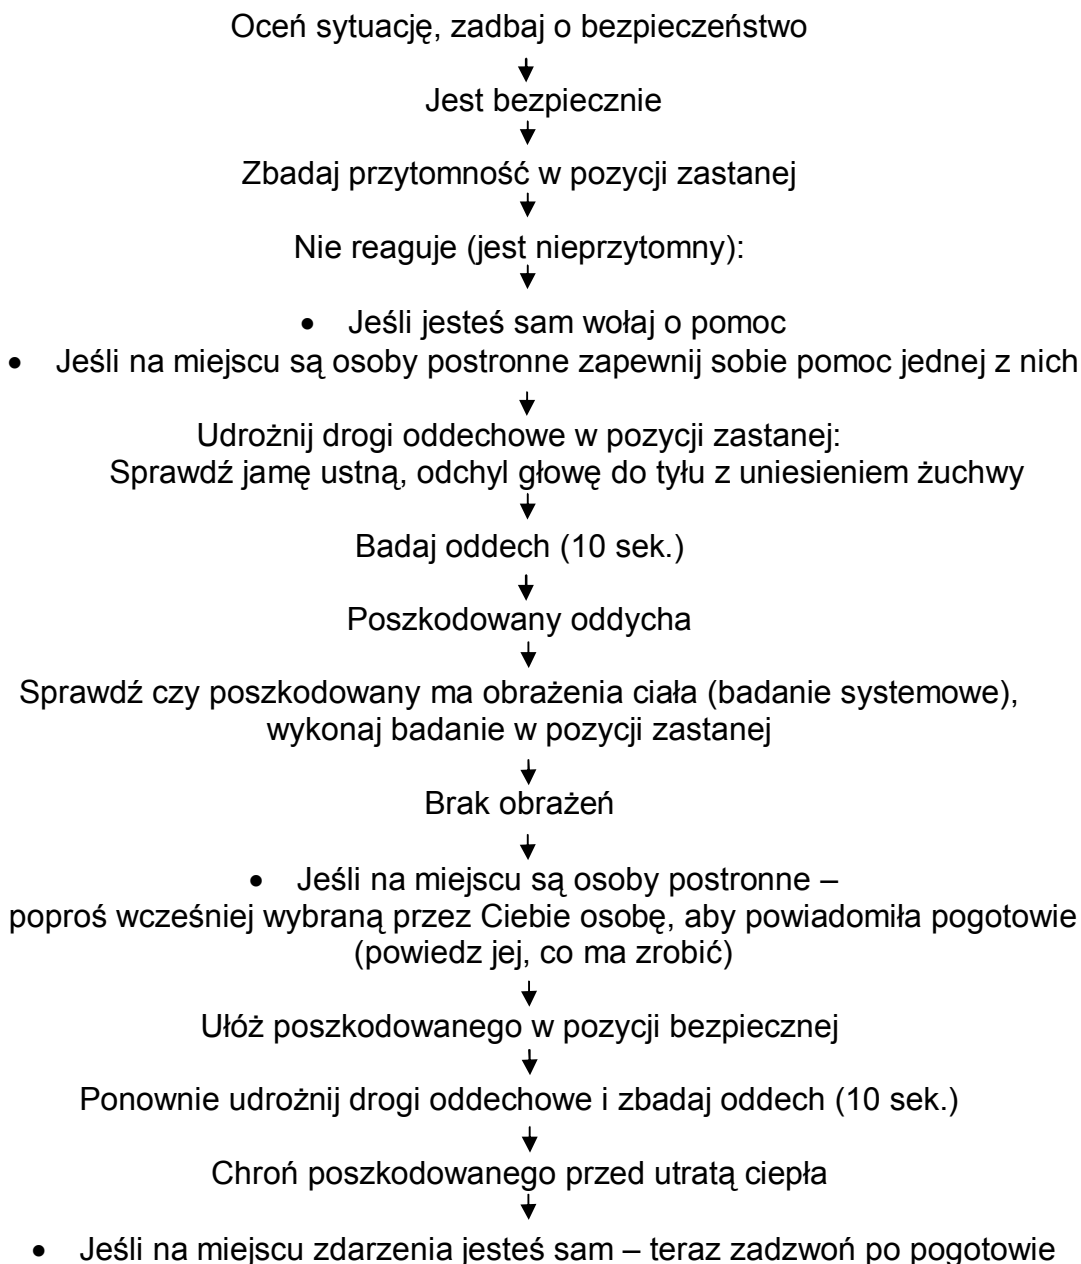 Oceń sytuację, zadbaj o bezpieczeństwo
Jest bezpiecznie
Zbadaj przytomność w pozycji zastanej
Nie reaguje (jest nieprzytomny):
• Jeśli jesteś sam wołaj o pomoc
• Jeśli na miejscu są osoby postronne zapewnij sobie pomoc jednej z nich
Udrożnij drogi oddechowe w pozycji zastanej:
Sprawdź jamę ustną, odchyl głowę do tyłu z uniesieniem żuchwy
Badaj oddech (10 sek.)
Poszkodowany oddycha
Sprawdź czy poszkodowany ma obrażenia ciała (badanie systemowe),
wykonaj badanie w pozycji zastanej
Brak obrażeń
• Jeśli na miejscu są osoby postronne –
poproś wcześniej wybraną przez Ciebie osobę, aby powiadomiła pogotowie
(powiedz jej, co ma zrobić)
Ułóż poszkodowanego w pozycji bezpiecznej
Ponownie udrożnij drogi oddechowe i zbadaj oddech (10 sek.)
Chroń poszkodowanego przed utratą ciepła
• Jeśli na miejscu zdarzenia jesteś sam – teraz zadzwoń po pogotowie